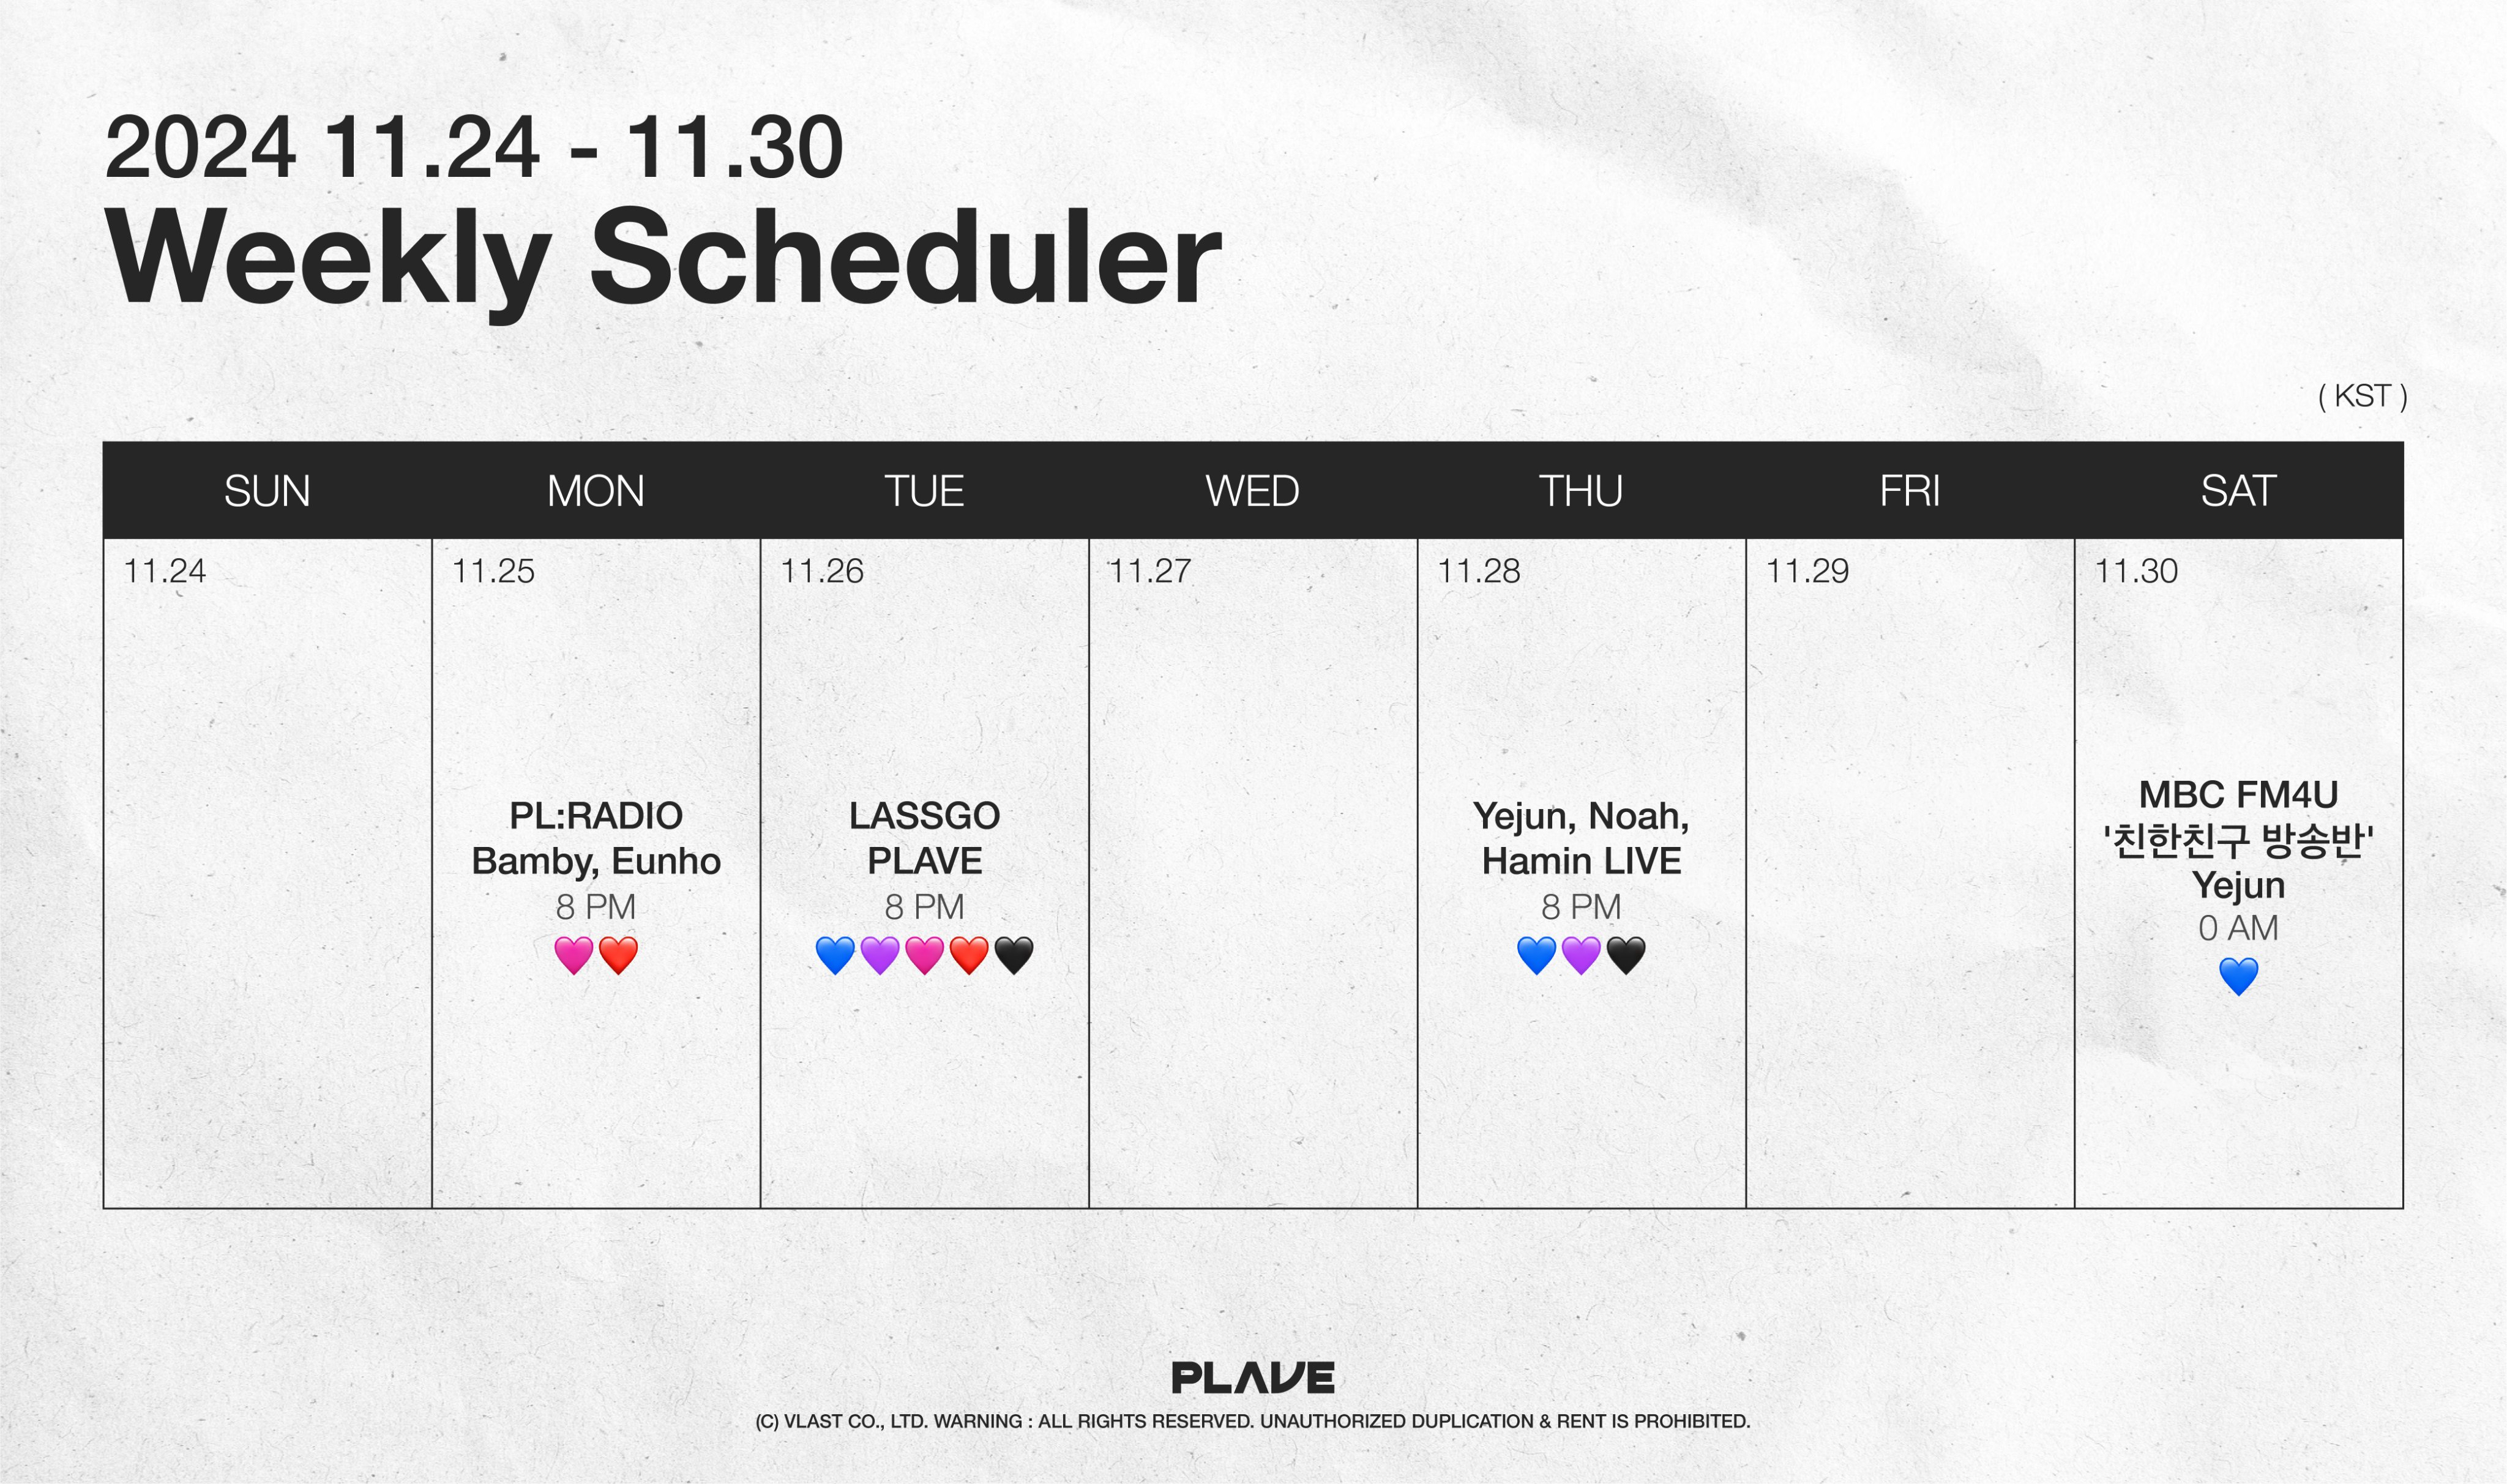 2024 11.24 - 11.30
Weekly Scheduler
( KST )
SUN MON TUE WED THU FRI SAT
11.24 11.25 11.26 11.27 11.28 11.29 11.30
PL:RADIO
Bamby, Eunho
8 PM
🩷❤️
LASSGO
PLAVE
8 PM
💙💜🩷❤️🖤
Yejun, Noah,
Hamin LIVE
8 PM
💙💜🖤
MBC FM4U
'친한친구 방송반'
Yejun
0 AM
💙
PLAVE
(C) VLAST CO., LTD. WARNING : ALL RIGHTS RESERVED. UNAUTHORIZED DUPLICATION & RENT IS PROHIBITED.